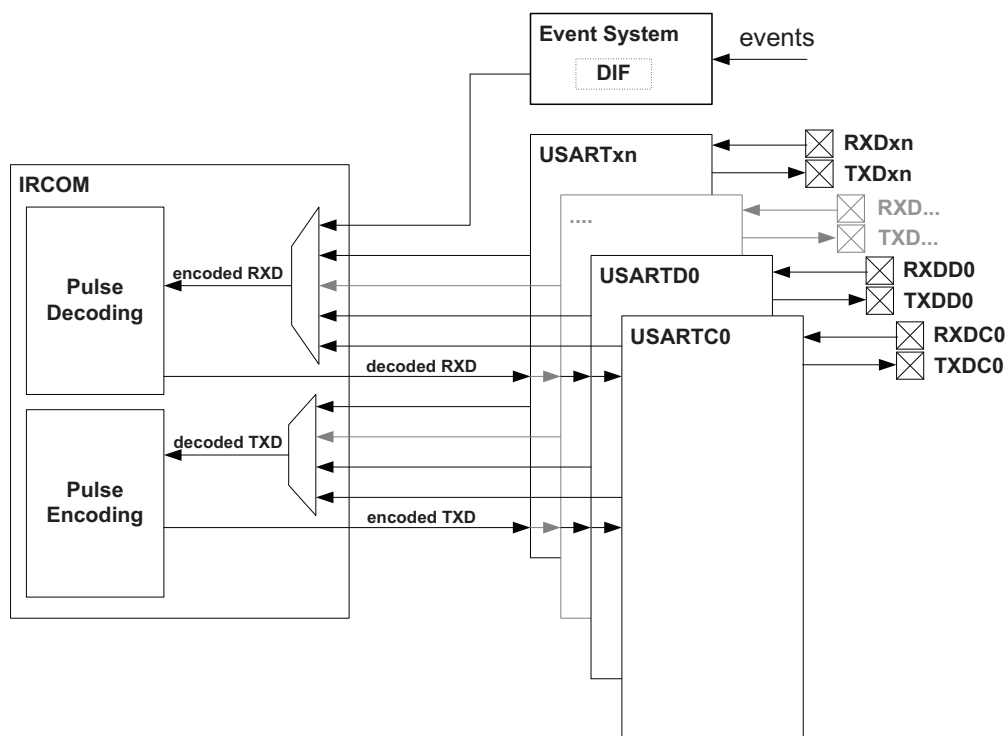 Event System
events
DIF
USARTxn
RXDxn
TXDxn
IRCOM
....
RXD...
TXD...
encoded RXD
Pulse
Decoding
USARTD0
RXDD0
TXDD0
USARTC0
RXDC0
TXDC0
decoded RXD
decoded TXD
Pulse
Encoding
encoded TXD